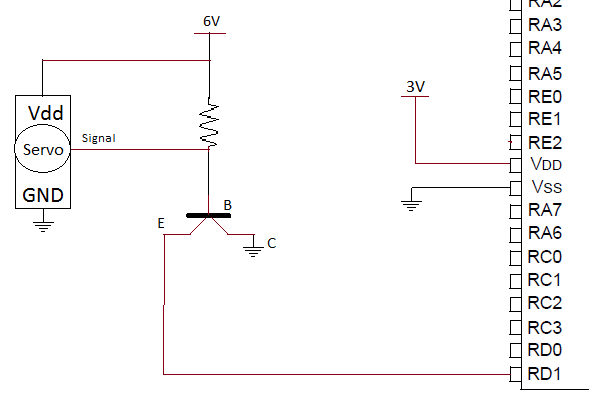 6V
Vdd
Signal
Servo
GND
B
E
C
3V
RA2
RA3
RA4
RA5
RE0
RE1
RE2
VDD
VSS
RA7
RA6
RC0
RC1
RC2
RC3
RD0
RD1